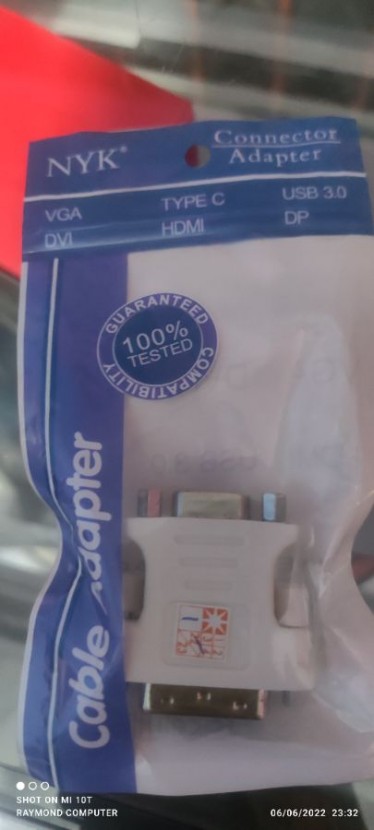 NYK®
Connector
Adapter
VGA
TYPE C
USB 3.0
DVI
HDMI
DP
GUARANTEED
100%
TESTED
COMPATIBILITY
Cable Adapter
SHOT ON MI 10T
RAYMOND COMPUTER
06/06/2022 23:32